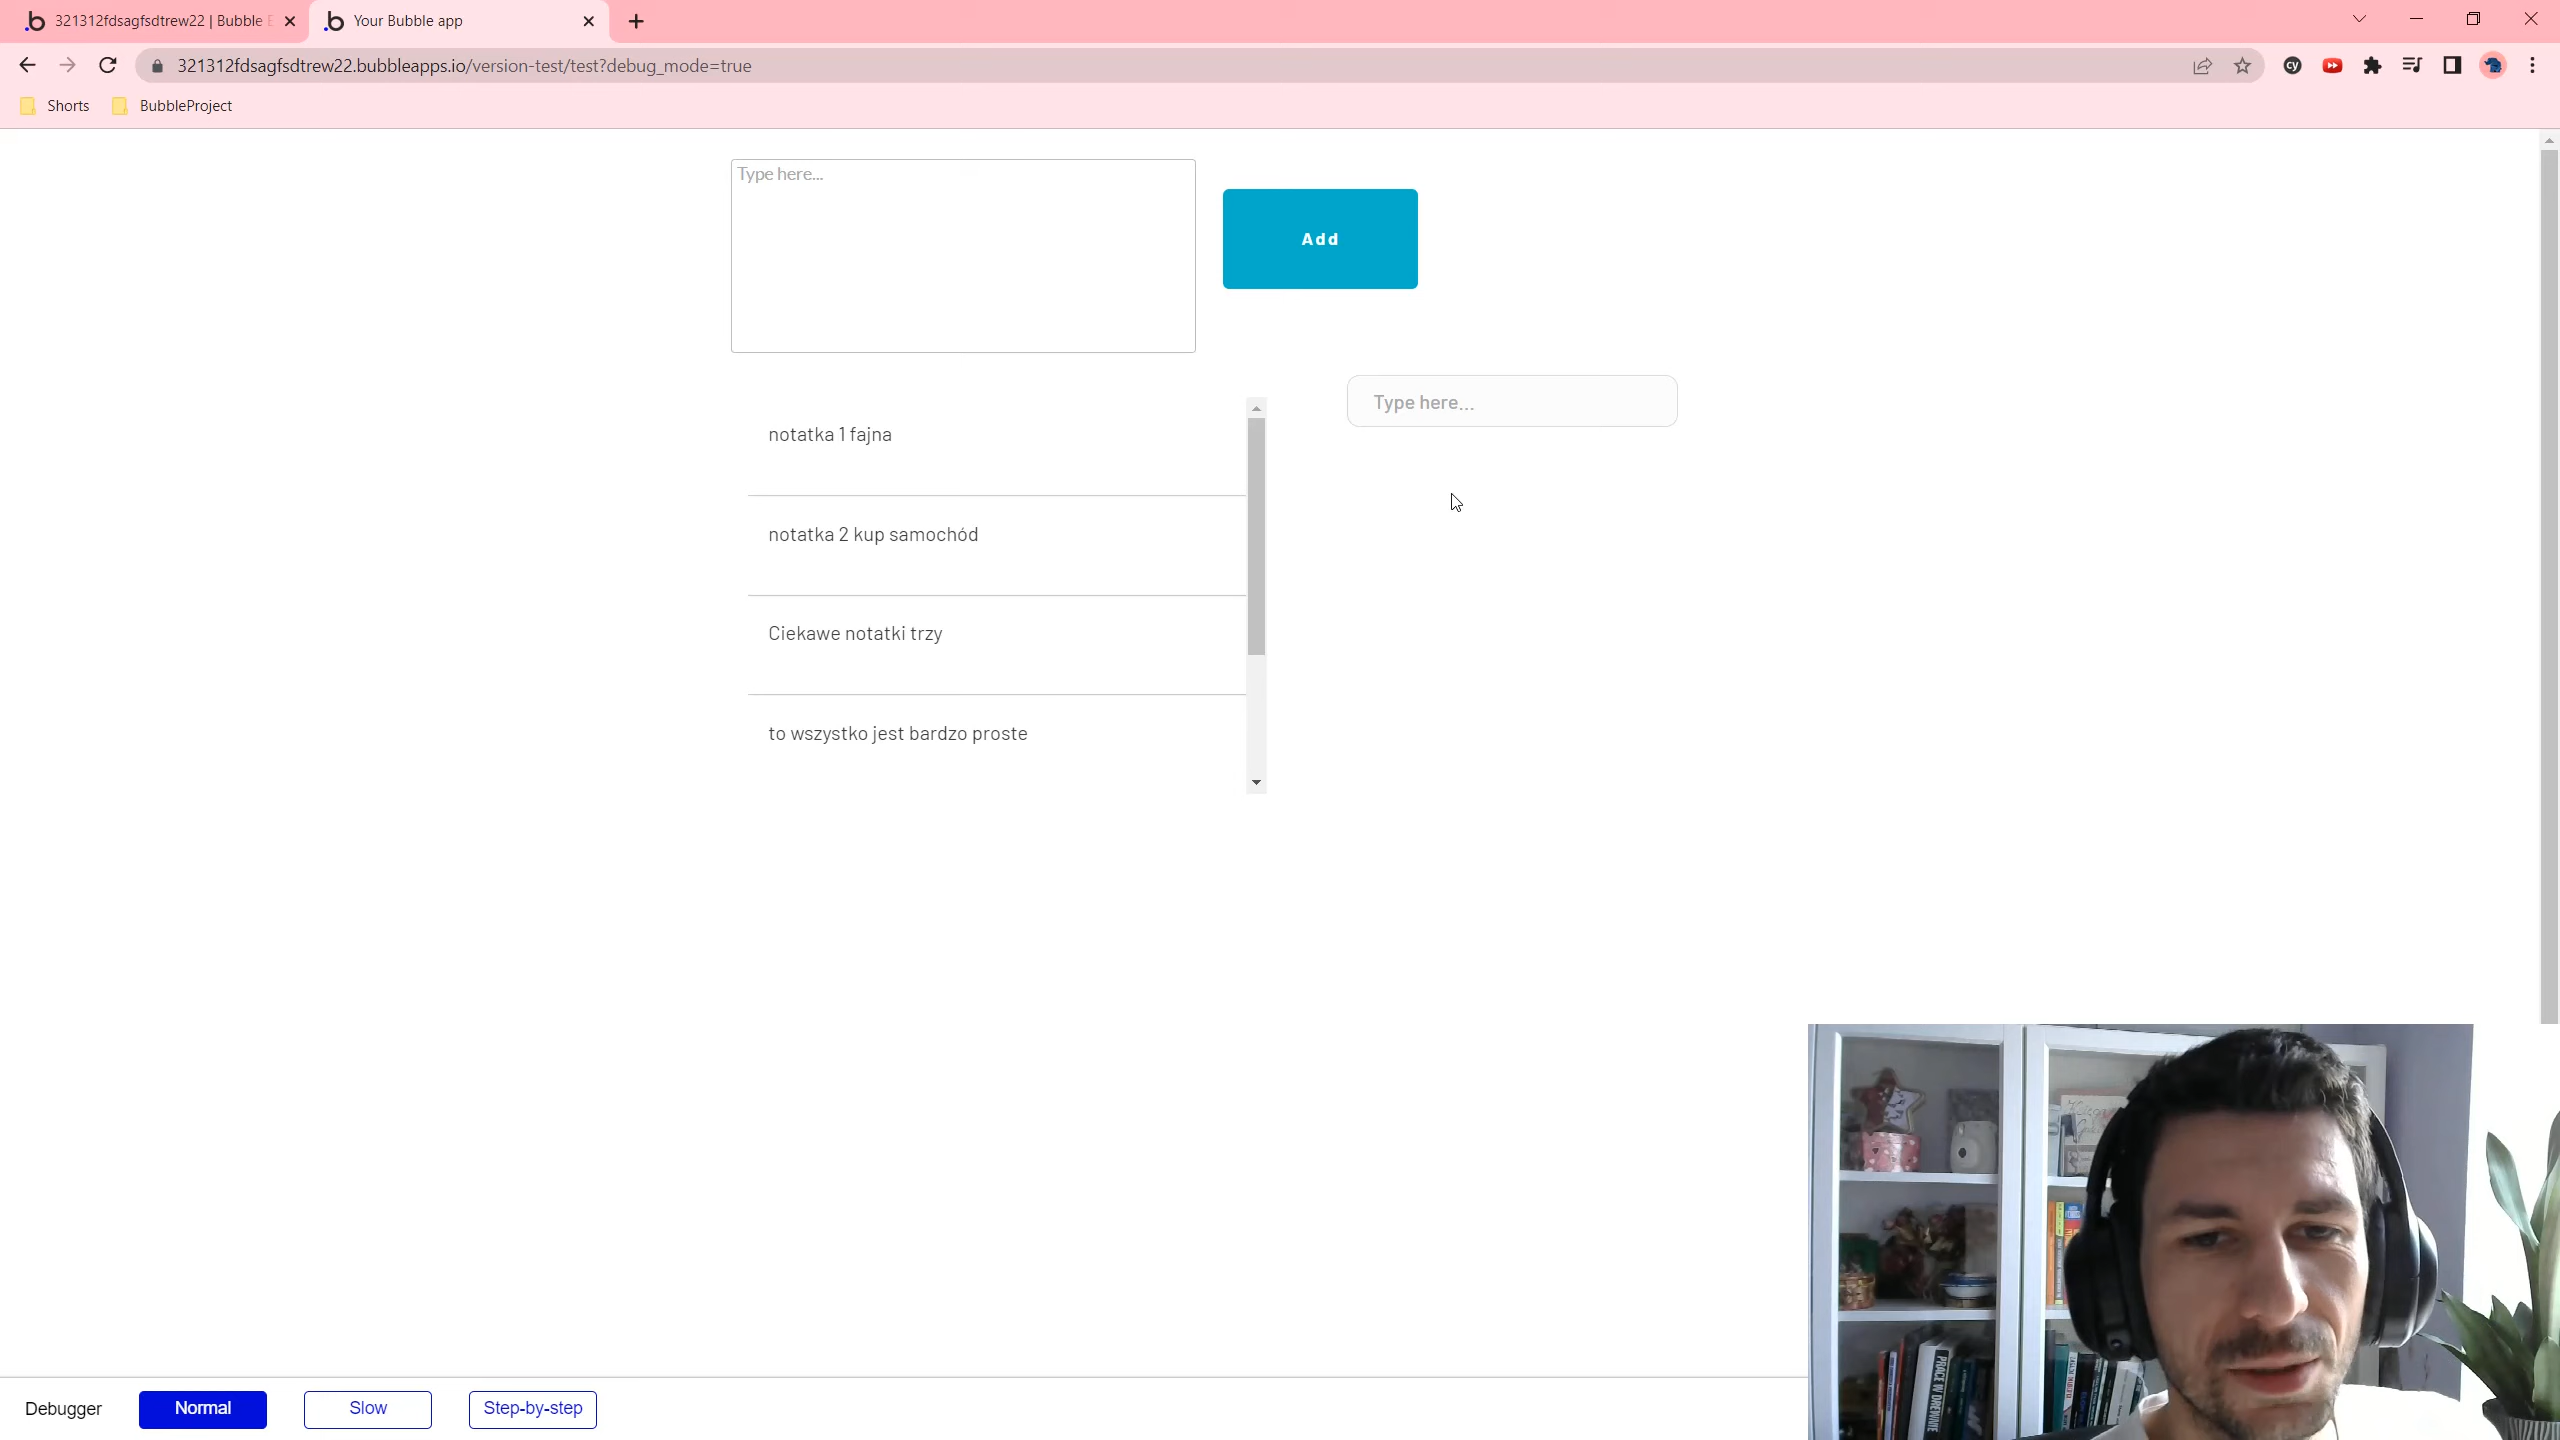 321312fdsagfsdtrew22 | Bubble E
Your Bubble app
321312fdsagfsdtrew22.bubbleapps.io/version-test/test?debug_mode=true
Shorts
BubbleProject
Type here...
Add
Type here...
notatka 1 fajna
notatka 2 kup samochód
Ciekawe notatki trzy
to wszystko jest bardzo proste
PRACE W DREWNIE
Debugger
Normal
Slow
Step-by-step